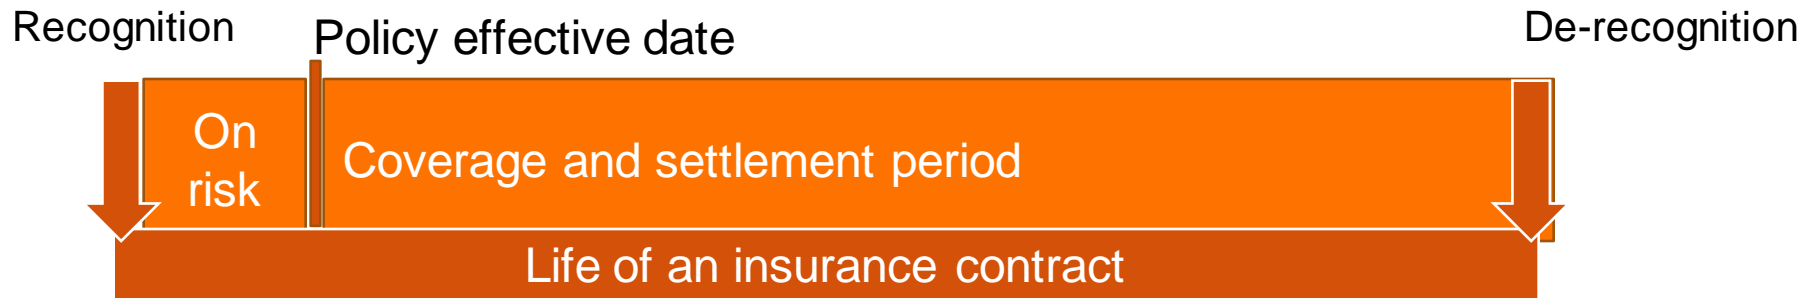 Recognition
Policy effective date
De-recognition
On
risk
Coverage and settlement period
Life of an insurance contract